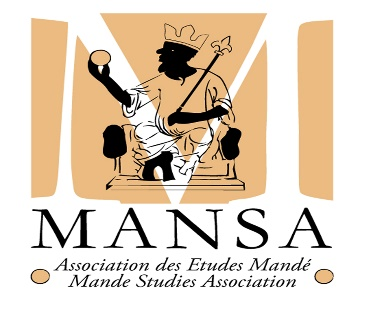 M
MANSA
Association des Etudes Mandé
Mande Studies Association